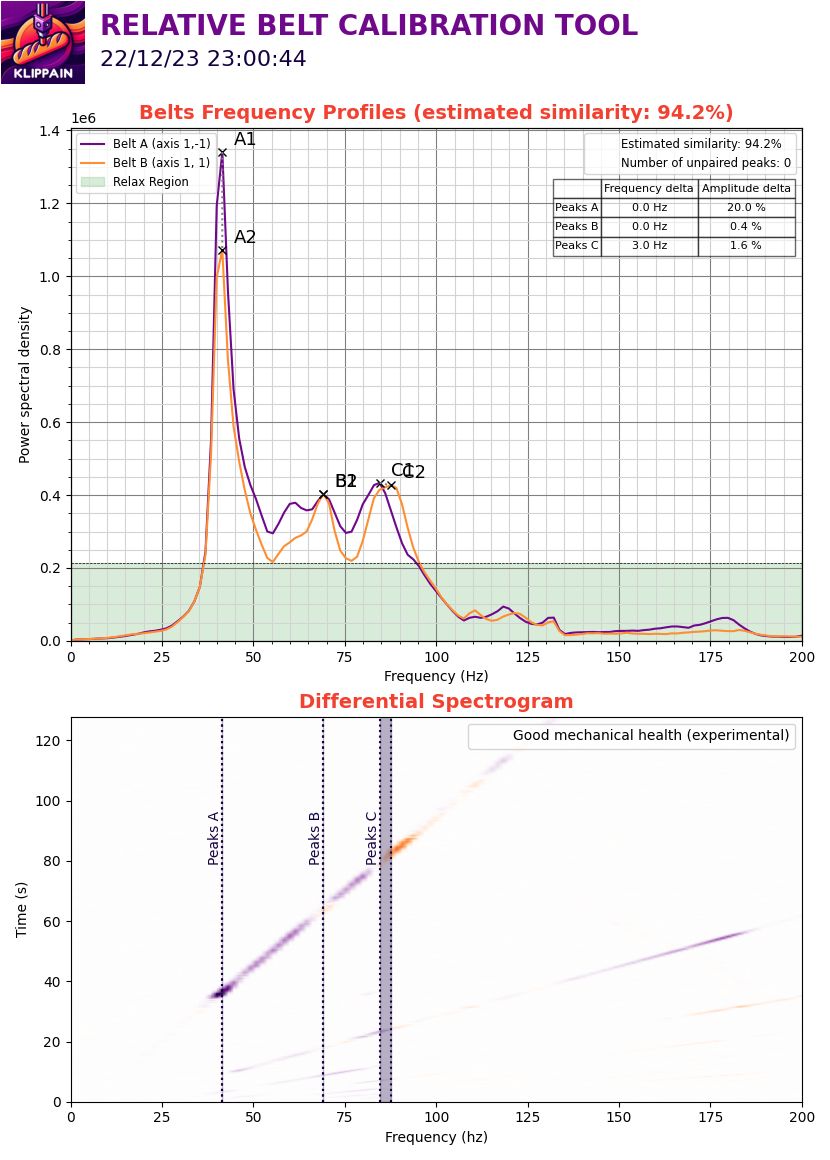 KLIPPAIN
RELATIVE BELT CALIBRATION TOOL
22/12/23 23:00:44
Belts Frequency Profiles (estimated similarity: 94.2%)
1e6
Belt A (axis 1,-1)
Belt B (axis 1, 1)
Relax Region
Estimated similarity: 94.2%
Number of unpaired peaks: 0
Frequency delta Amplitude delta
Peaks A 0.0 Hz 20.0 %
Peaks B 0.0 Hz 0.4 %
Peaks C 3.0 Hz 1.6 %
A1
A2
C1
C2
Power spectral density
1.4
1.2
1.0
0.8
0.6
0.4
0.2
0.0
0 25 50 75 100 125 150 175 200
Frequency (Hz)
Differential Spectrogram
Good mechanical health (experimental)
Peaks A
Peaks B
Peaks C
Time (s)
120
100
80
60
40
20
0
0 25 50 75 100 125 150 175 200
Frequency (hz)